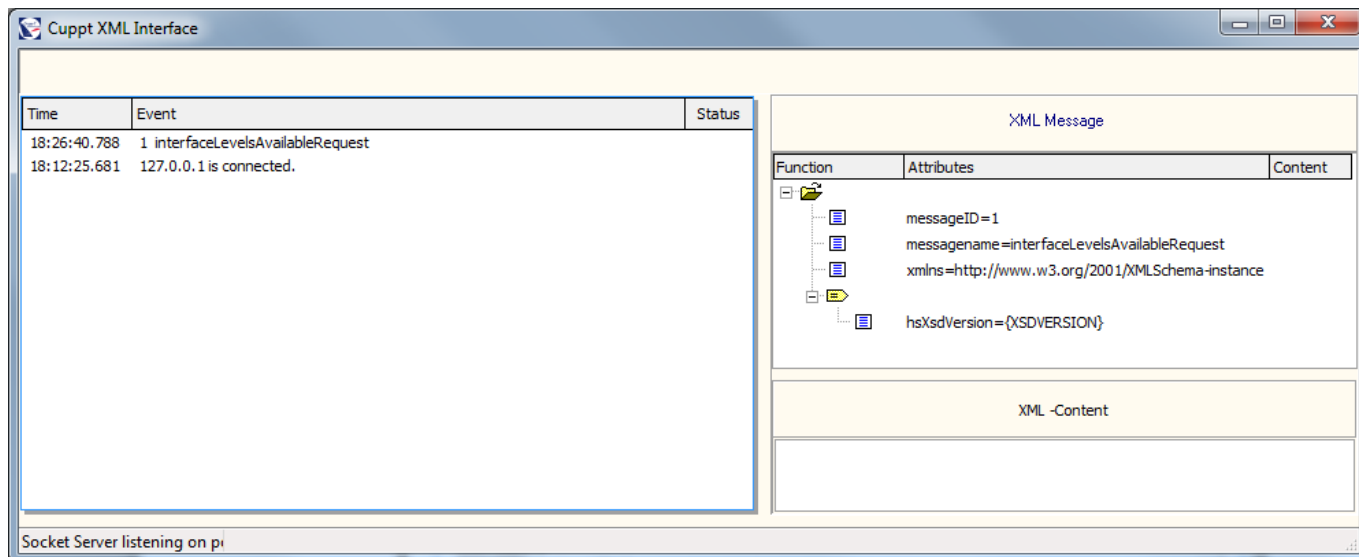 Cuppt XML Interface
Time Event Status
18:26:40.788 1 interfaceLevelsAvailableRequest
18:12:25.681 127.0.0.1 is connected.
XML Message
Function Attributes Content
messageID=1
messagename=interfaceLevelsAvailableRequest
xmlns=http://www.w3.org/2001/XMLSchema-instance
hsXsdVersion={XSDVERSION}
XML -Content
Socket Server listening on